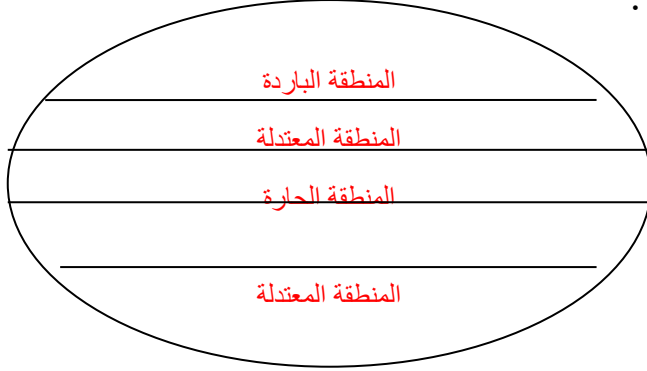 .
المنطقة الباردة
المنطقة المعتدلة
المنطقة الحارة
المنطقة المعتدلة